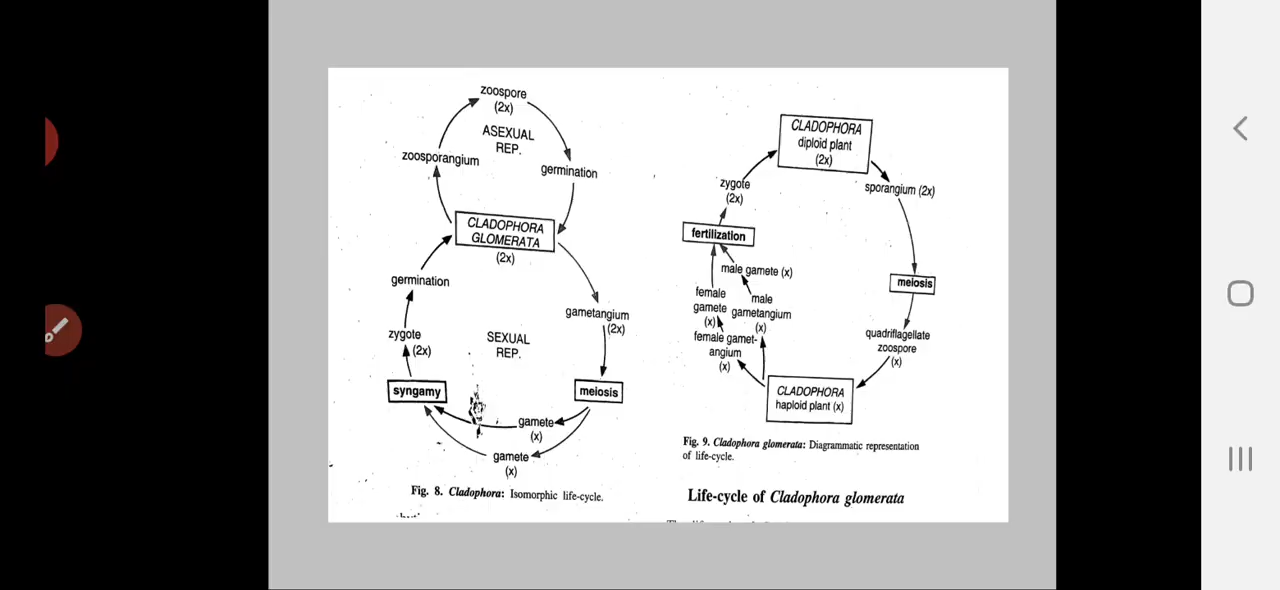 zoospore
(2x)
ASEXUAL
REP.
zoosporangium
germination
CLADOPHORA
GLOMERATA
(2x)
germination
gametangium
(2x)
zygote
(2x)
SEXUAL
REP.
syngamy
meiosis
gamete
(x)
gamete
(x)
Fig. 8. Cladophora: Isomorphic life-cycle.
CLADOPHORA
diploid plant
(2x)
zygote
(2x)
sporangium (2x)
fertilization
male gamete (x)
meiosis
female
gamete
(x)
male
gametangium
(x)
female gamet-
angium
(x)
quadriflagellate
zoospore
(x)
CLADOPHORA
haploid plant (x)
Fig. 9. Cladophora glomerata: Diagrammatic representation
of life-cycle.
Life-cycle of Cladophora glomerata